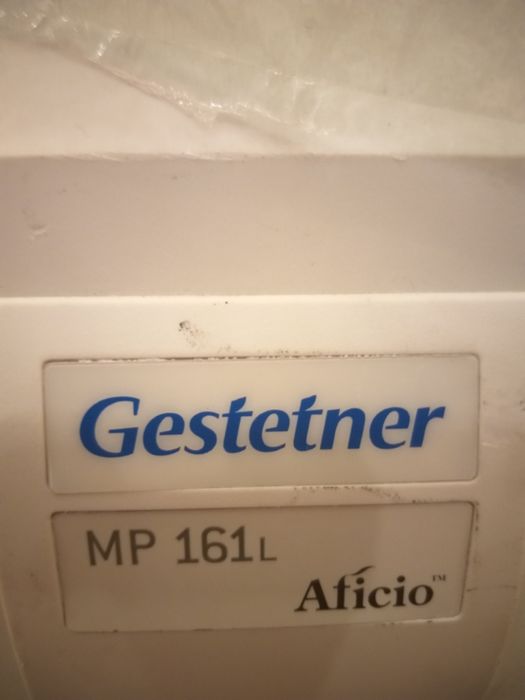 Gestetner
MP 161L
Aficio™